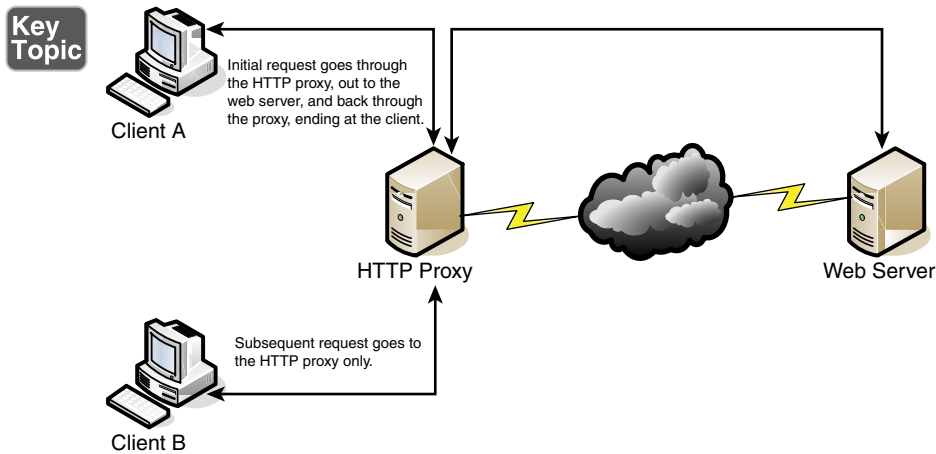 Key
Topic
Initial request goes through
the HTTP proxy, out to the
web server, and back through
the proxy, ending at the client.
Client A
HTTP Proxy
Web Server
Subsequent request goes to
the HTTP proxy only.
Client B